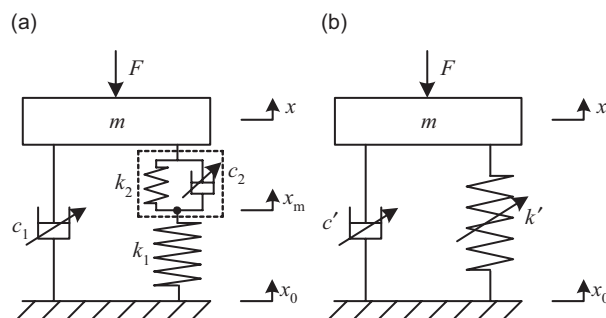 (a)
F
m
x
k₂
c₂
xₘ
c₁
k₁
x₀
(b)
F
m
x
c′
k′
x₀